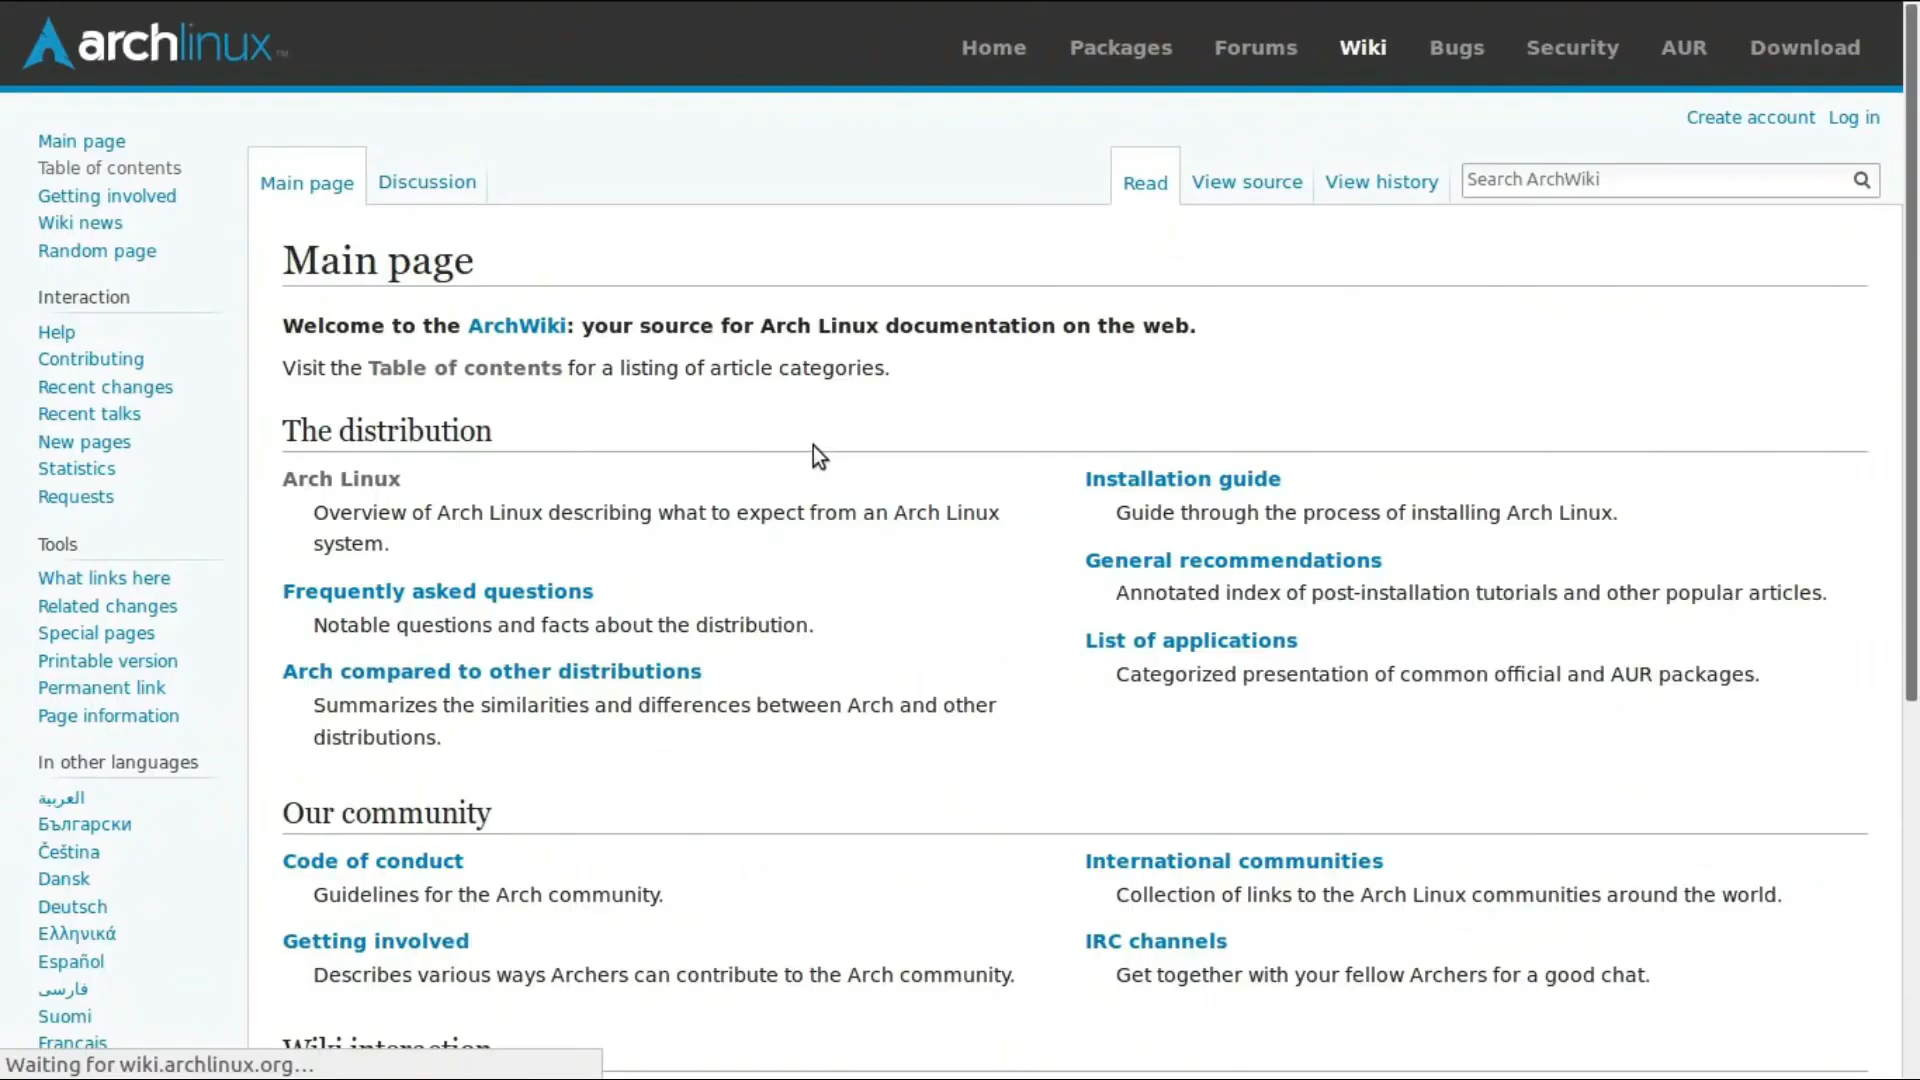 archlinux™
Home Packages Forums Wiki Bugs Security AUR Download
Create account Log in
Main page
Table of contents
Getting involved
Wiki news
Random page
Interaction
Help
Contributing
Recent changes
Recent talks
New pages
Statistics
Requests
Tools
What links here
Related changes
Special pages
Printable version
Permanent link
Page information
In other languages
العربية
Български
Čeština
Dansk
Deutsch
Ελληνικά
Español
فارسی
Suomi
Français
Main page Discussion
Read View source View history Search ArchWiki
Main page
Welcome to the ArchWiki: your source for Arch Linux documentation on the web.
Visit the Table of contents for a listing of article categories.
The distribution
Arch Linux
Overview of Arch Linux describing what to expect from an Arch Linux
system.
Frequently asked questions
Notable questions and facts about the distribution.
Arch compared to other distributions
Summarizes the similarities and differences between Arch and other
distributions.
Installation guide
Guide through the process of installing Arch Linux.
General recommendations
Annotated index of post-installation tutorials and other popular articles.
List of applications
Categorized presentation of common official and AUR packages.
Our community
Code of conduct
Guidelines for the Arch community.
Getting involved
Describes various ways Archers can contribute to the Arch community.
International communities
Collection of links to the Arch Linux communities around the world.
IRC channels
Get together with your fellow Archers for a good chat.
Wiki interaction
Waiting for wiki.archlinux.org...